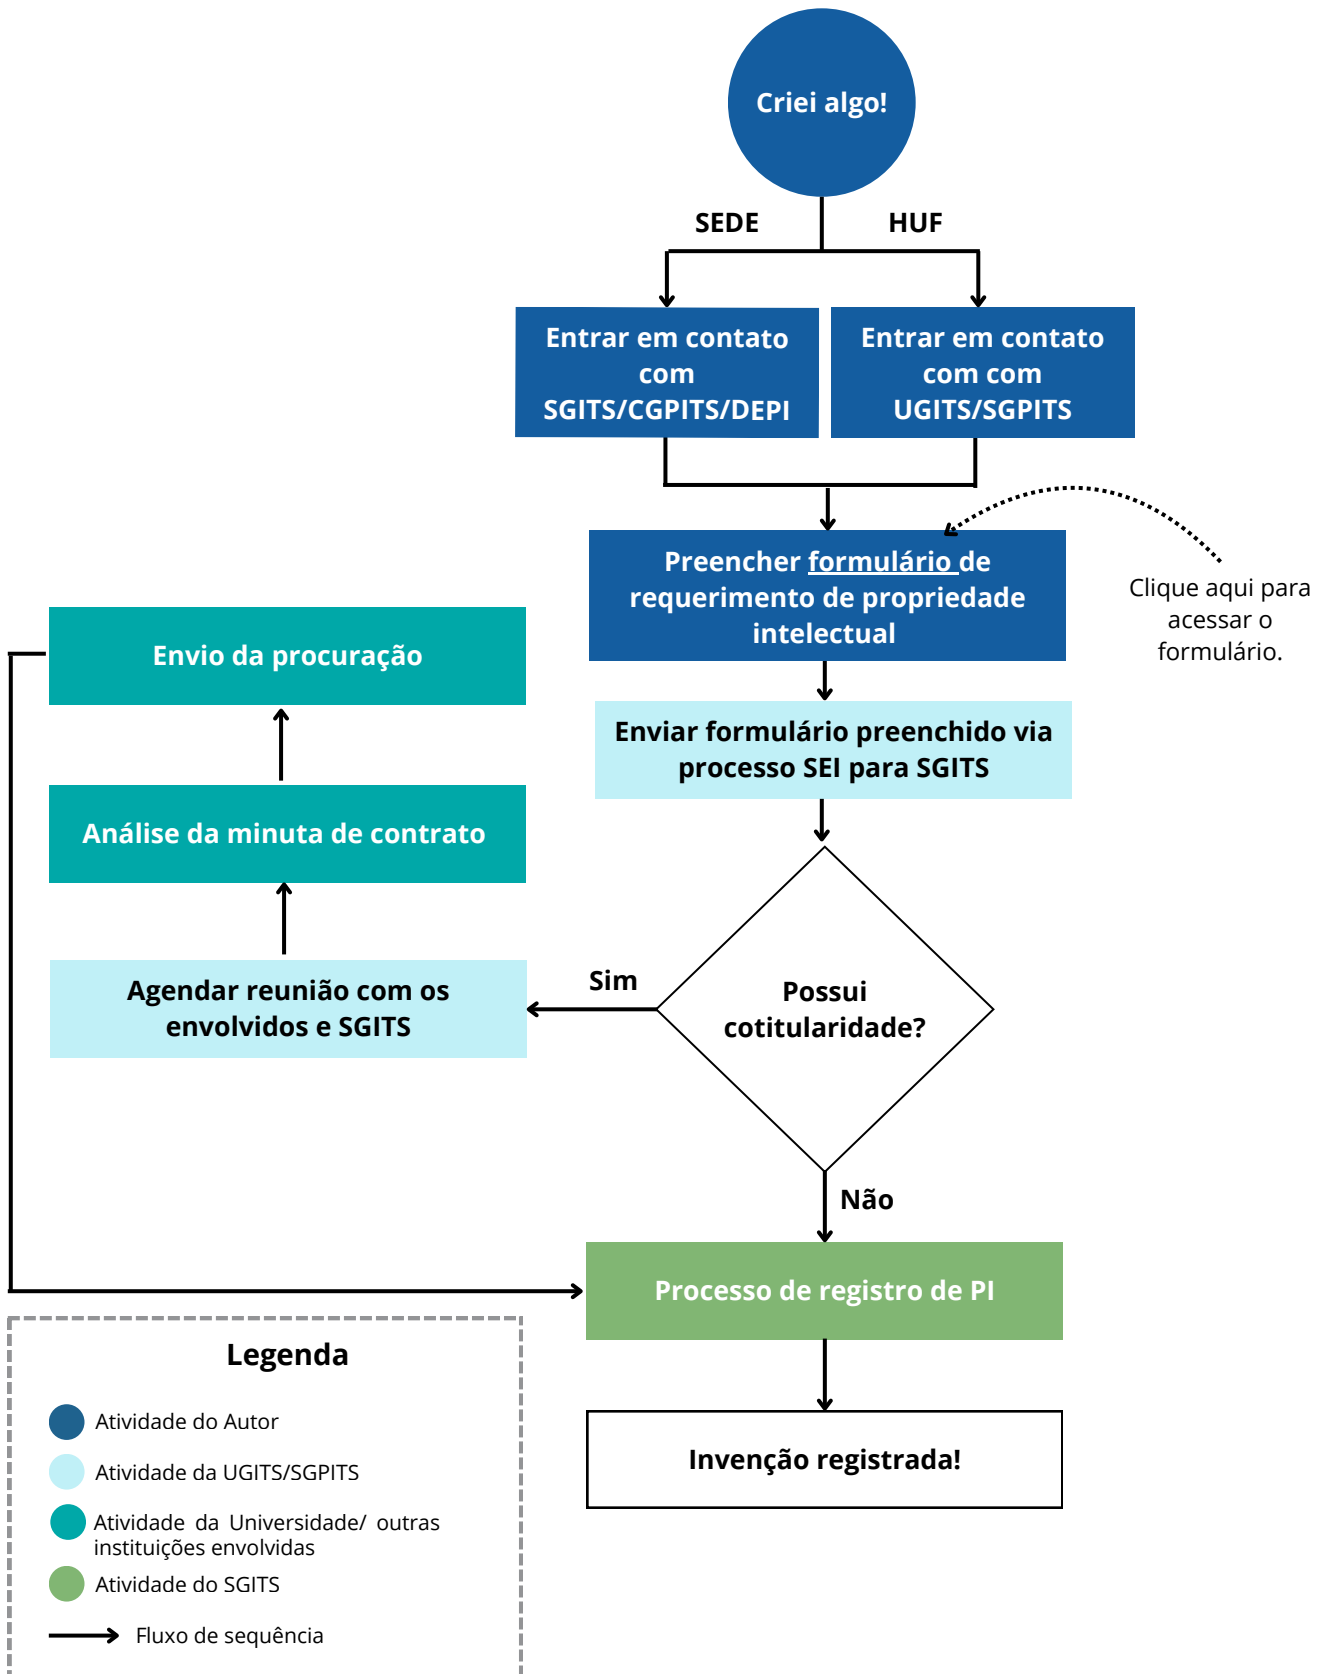 Criei algo!
SEDE
HUF
Entrar em contato
com
SGITS/CGPITS/DEPI
Entrar em contato
com com
UGITS/SGPITS
Preencher formulário de
requerimento de propriedade
intelectual
Clique aqui para
acessar o
formulário.
Envio da procuração
Enviar formulário preenchido via
processo SEI para SGITS
Análise da minuta de contrato
Agendar reunião com os
envolvidos e SGITS
Sim
Possui
cotitularidade?
Não
Processo de registro de PI
Invenção registrada!
Legenda
Atividade do Autor
Atividade da UGITS/SGPITS
Atividade da Universidade/ outras
instituições envolvidas
Atividade do SGITS
Fluxo de sequência